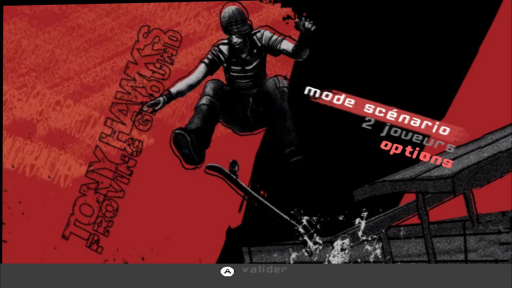 TONY HAWK'S
PROVING GROUND
mode scénario
2 joueurs
options
A valider